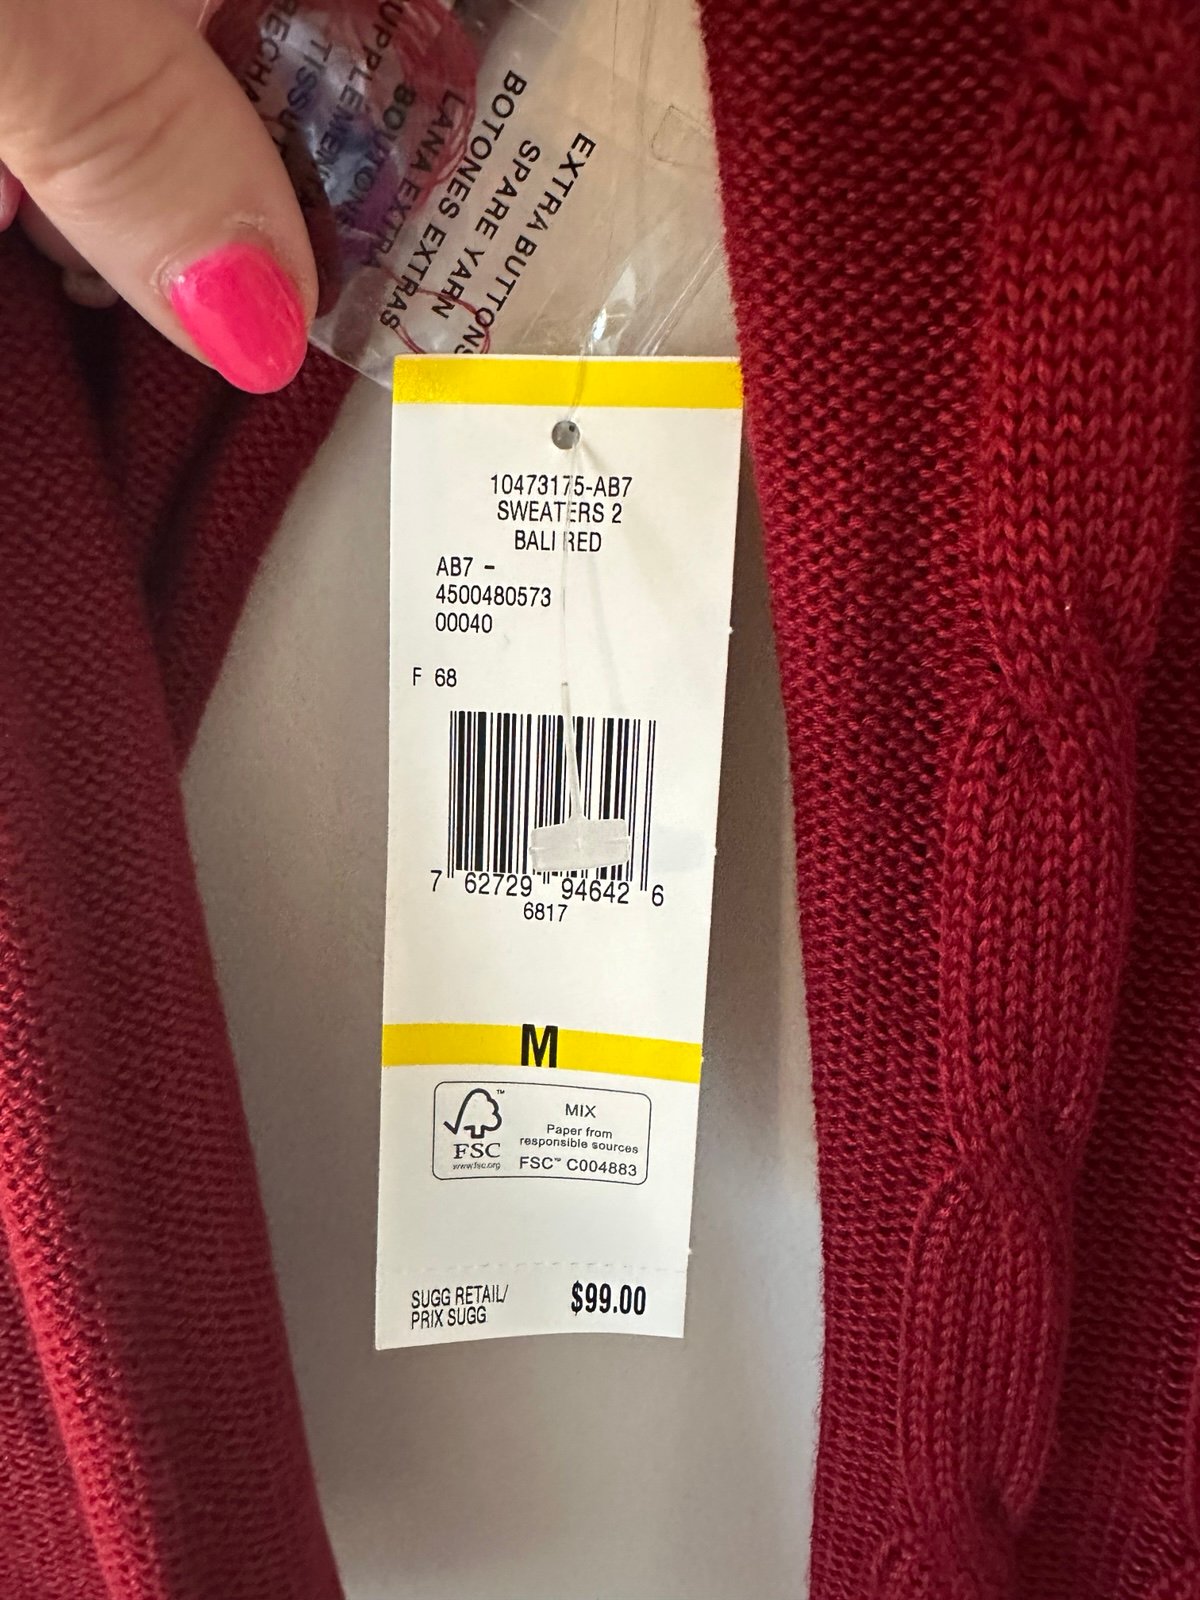 EXTRA BUTTONS
SPARE YARN
BOTONES EXTRAS
LANA EXTRA
10473175-AB7
SWEATERS 2
BALI RED
AB7 -
4500480573
00040
F 68
7 62729 94642 6
6817
M
FSC™
www.fsc.org
MIX
Paper from
responsible sources
FSC™ C004883
SUGG RETAIL/
PRIX SUGG
$99.00